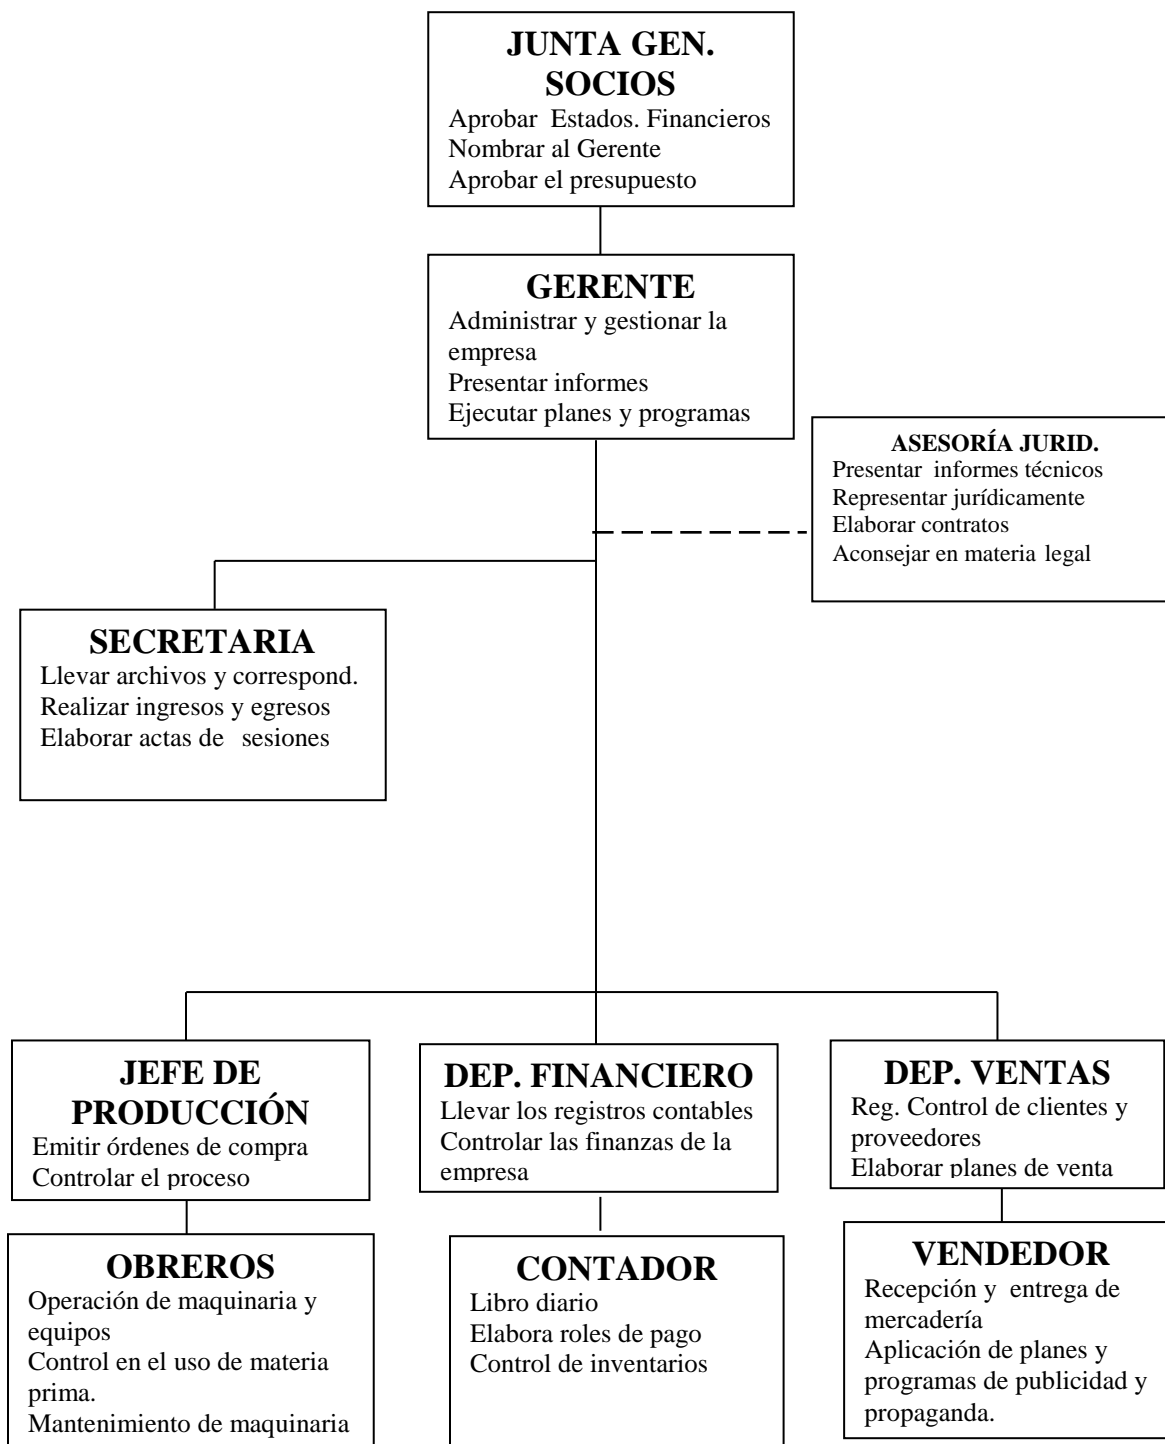 JUNTA GEN.
SOCIOS
Aprobar Estados. Financieros
Nombrar al Gerente
Aprobar el presupuesto
GERENTE
Administrar y gestionar la
empresa
Presentar informes
Ejecutar planes y programas
ASESORÍA JURID.
Presentar informes técnicos
Representar jurídicamente
Elaborar contratos
Aconsejar en materia legal
SECRETARIA
Llevar archivos y correspond.
Realizar ingresos y egresos
Elaborar actas de sesiones
JEFE DE
PRODUCCIÓN
Emitir órdenes de compra
Controlar el proceso
DEP. FINANCIERO
Llevar los registros contables
Controlar las finanzas de la
empresa
DEP. VENTAS
Reg. Control de clientes y
proveedores
Elaborar planes de venta
OBREROS
Operación de maquinaria y
equipos
Control en el uso de materia
prima.
Mantenimiento de maquinaria
CONTADOR
Libro diario
Elabora roles de pago
Control de inventarios
VENDEDOR
Recepción y entrega de
mercadería
Aplicación de planes y
programas de publicidad y
propaganda.